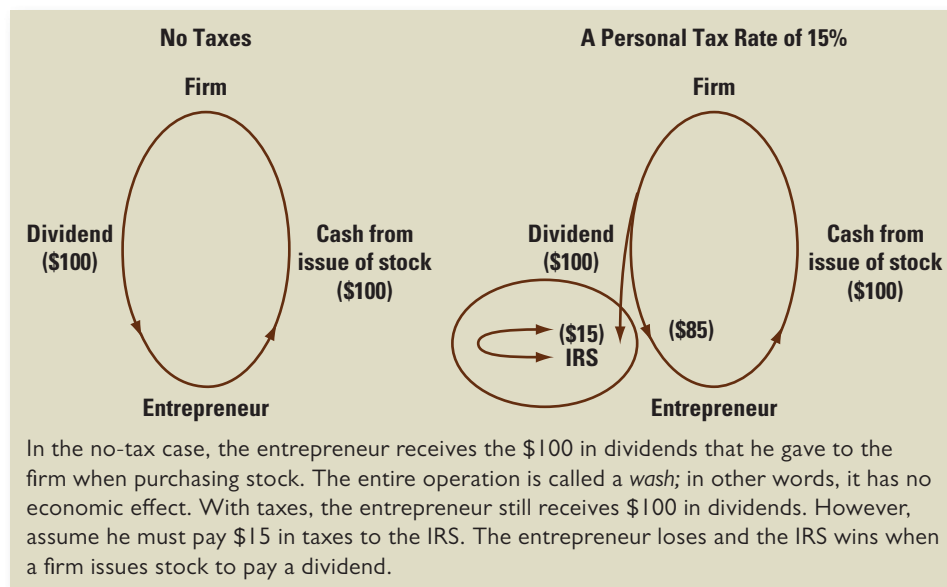 No Taxes
Firm
Dividend
($100)
Cash from
issue of stock
($100)
Entrepreneur
A Personal Tax Rate of 15%
Firm
Dividend
($100)
($15)
IRS
($85)
Cash from
issue of stock
($100)
Entrepreneur
In the no-tax case, the entrepreneur receives the $100 in dividends that he gave to the
firm when purchasing stock. The entire operation is called a wash; in other words, it has no
economic effect. With taxes, the entrepreneur still receives $100 in dividends. However,
assume he must pay $15 in taxes to the IRS. The entrepreneur loses and the IRS wins when
a firm issues stock to pay a dividend.